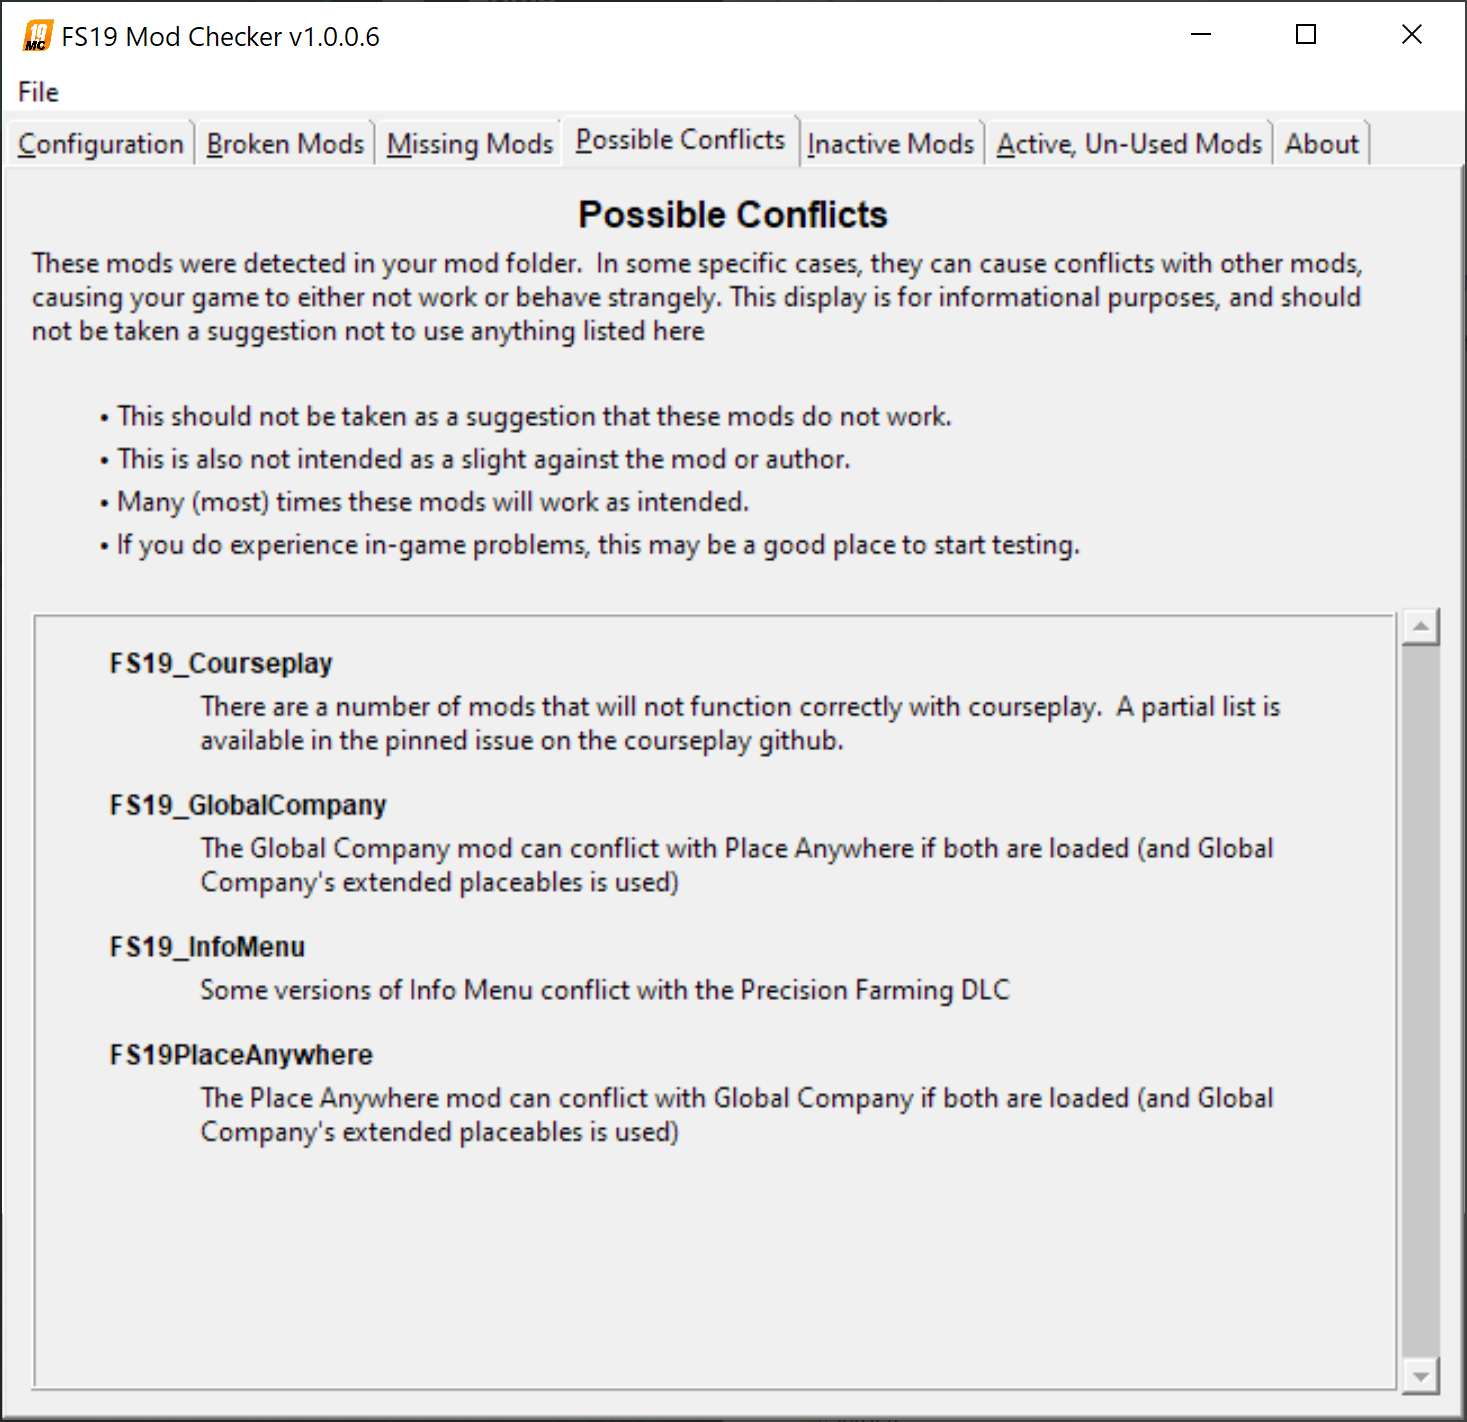 19
MC
FS19 Mod Checker v1.0.0.6
File
Configuration Broken Mods Missing Mods Possible Conflicts Inactive Mods Active, Un-Used Mods About
Possible Conflicts
These mods were detected in your mod folder.  In some specific cases, they can cause conflicts with other mods,
causing your game to either not work or behave strangely. This display is for informational purposes, and should
not be taken a suggestion not to use anything listed here
• This should not be taken as a suggestion that these mods do not work.
• This is also not intended as a slight against the mod or author.
• Many (most) times these mods will work as intended.
• If you do experience in-game problems, this may be a good place to start testing.
FS19_Courseplay
There are a number of mods that will not function correctly with courseplay.  A partial list is
available in the pinned issue on the courseplay github.
FS19_GlobalCompany
The Global Company mod can conflict with Place Anywhere if both are loaded (and Global
Company's extended placeables is used)
FS19_InfoMenu
Some versions of Info Menu conflict with the Precision Farming DLC
FS19PlaceAnywhere
The Place Anywhere mod can conflict with Global Company if both are loaded (and Global
Company's extended placeables is used)